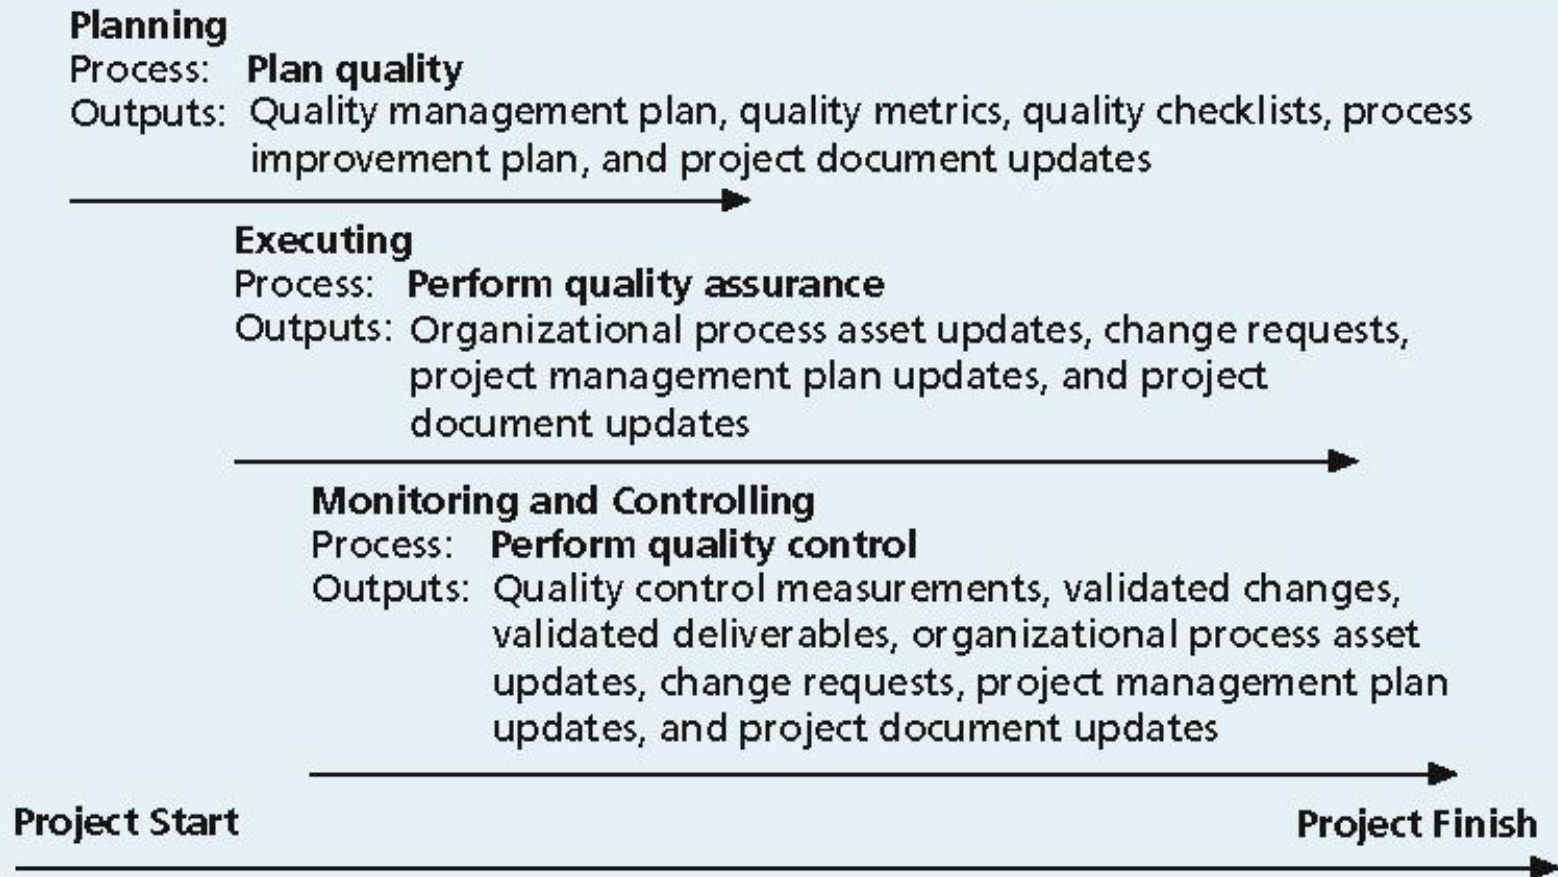 Planning
Process: Plan quality
Outputs: Quality management plan, quality metrics, quality checklists, process
improvement plan, and project document updates
Executing
Process: Perform quality assurance
Outputs: Organizational process asset updates, change requests,
project management plan updates, and project
document updates
Monitoring and Controlling
Process: Perform quality control
Outputs: Quality control measurements, validated changes,
validated deliverables, organizational process asset
updates, change requests, project management plan
updates, and project document updates
Project Start Project Finish